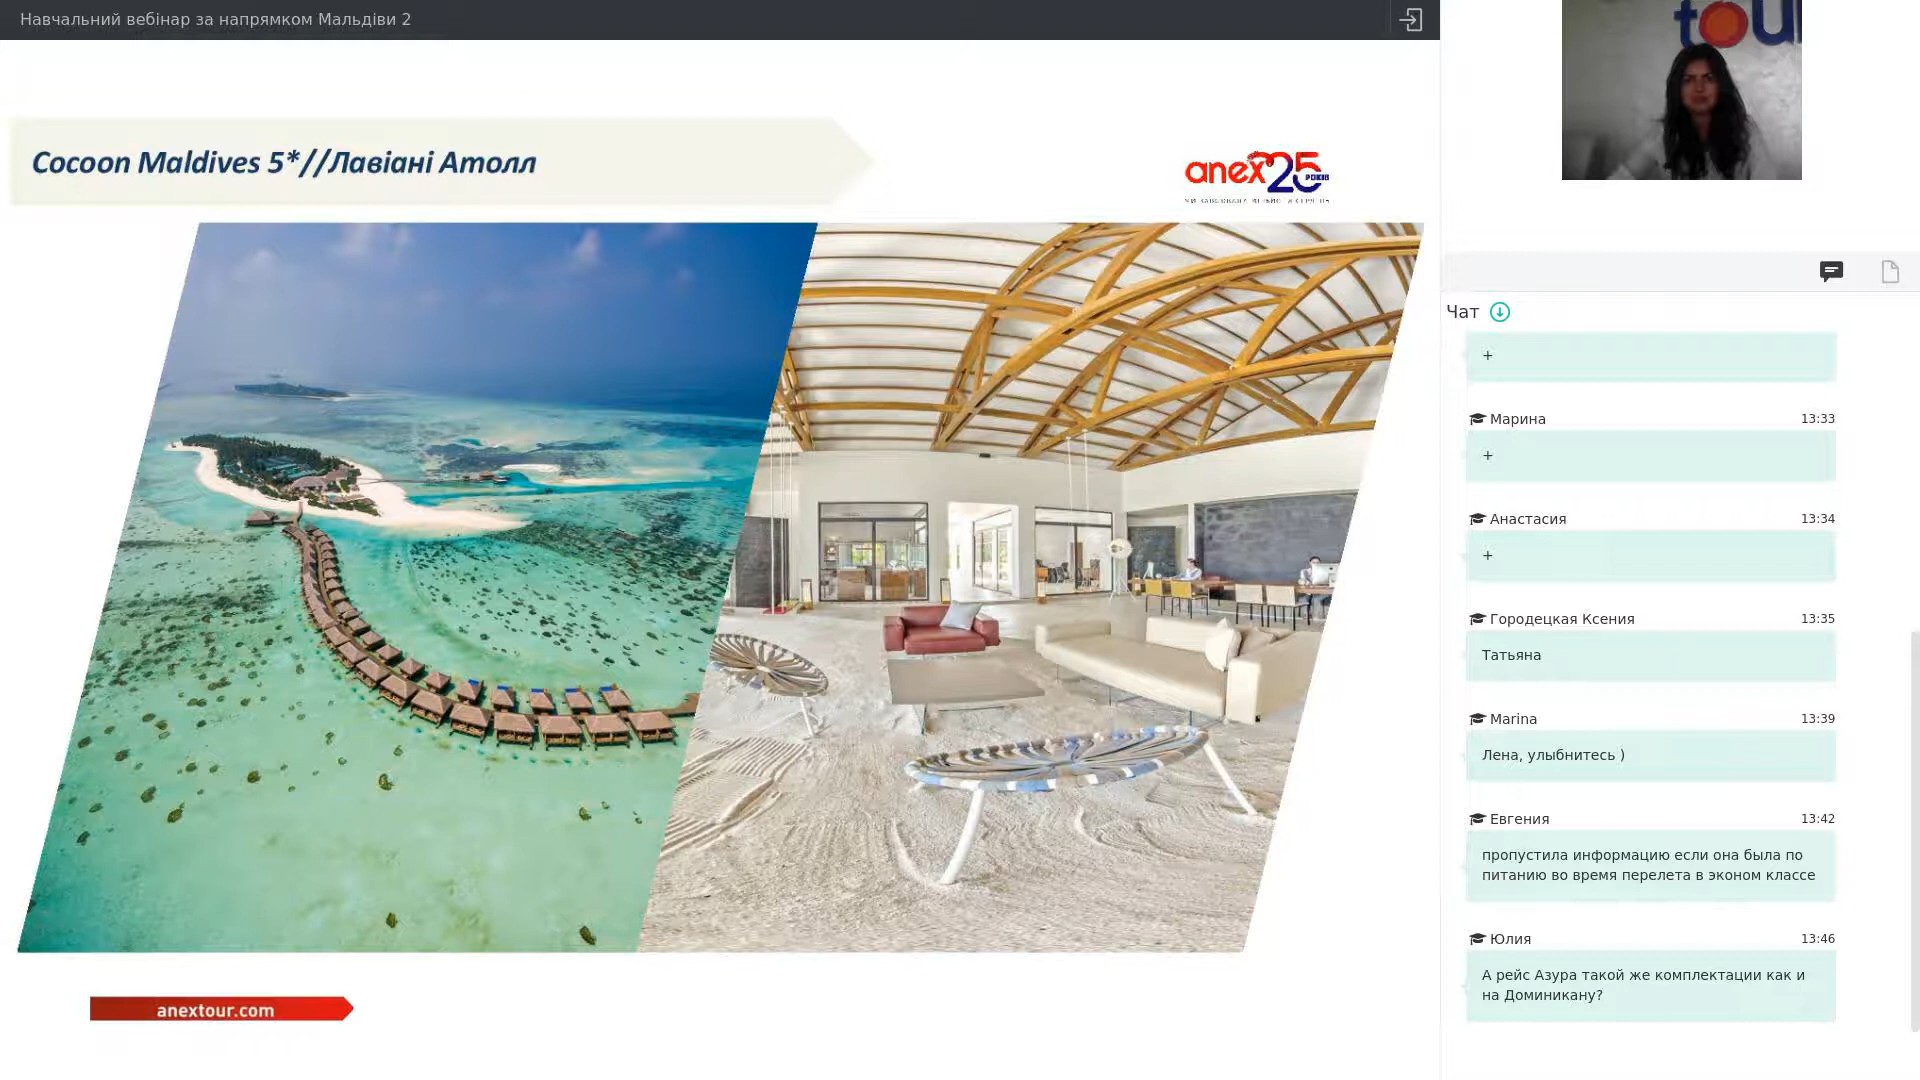 Навчальний вебінар за напрямком Мальдіви 2
tour
Cocoon Maldives 5*//Лавіані Атолл
anex 25 РОКІВ
anextour.com
Чат
+
Марина 13:33
+
Анастасия 13:34
+
Городецкая Ксения 13:35
Татьяна
Marina 13:39
Лена, улыбнитесь )
Евгения 13:42
пропустила информацию если она была по
питанию во время перелета в эконом классе
Юлия 13:46
А рейс Азура такой же комплектации как и
на Доминикану?